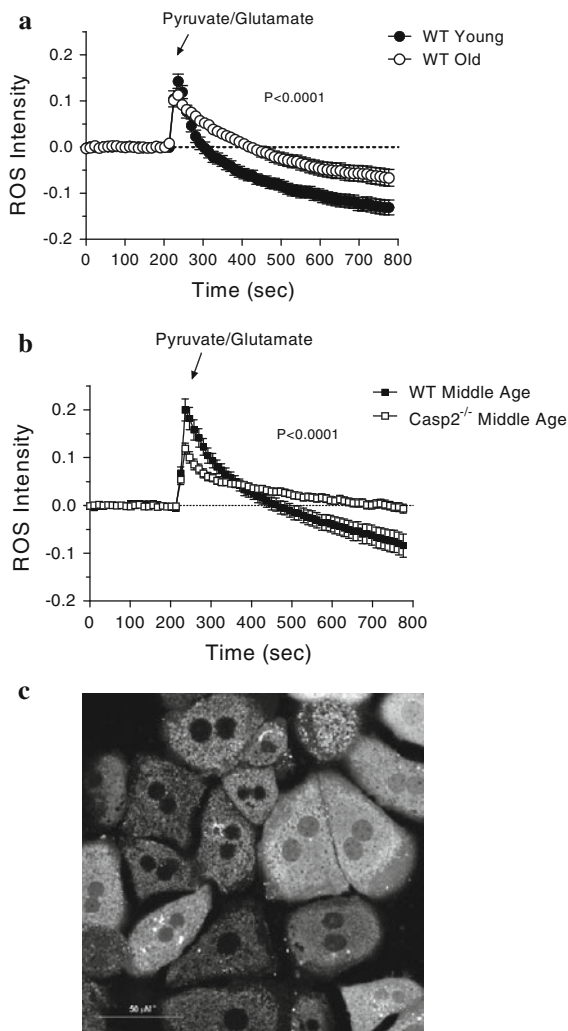 a
Pyruvate/Glutamate
WT Young
WT Old
P<0.0001
ROS Intensity
0.2
0.1
0.0
-0.1
-0.2
0 100 200 300 400 500 600 700 800
Time (sec)
b
Pyruvate/Glutamate
WT Middle Age
Casp2-/- Middle Age
P<0.0001
ROS Intensity
0.2
0.1
0.0
-0.1
-0.2
0 100 200 300 400 500 600 700 800
Time (sec)
c
50 µM